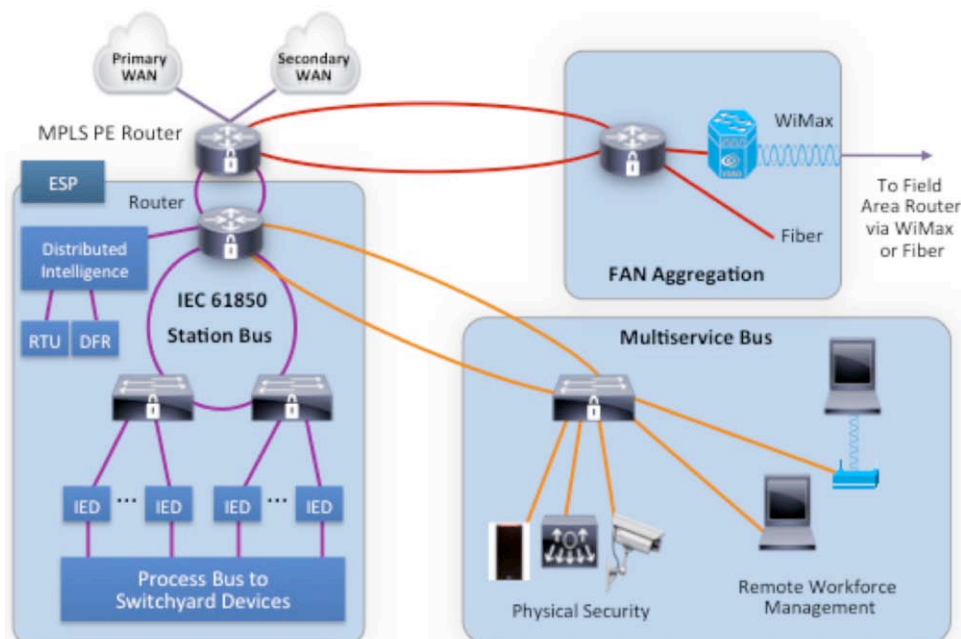 Primary
WAN
Secondary
WAN
MPLS PE Router
WiMax
ESP
Router
To Field
Area Router
via WiMax
or Fiber
Distributed
Intelligence
Fiber
FAN Aggregation
IEC 61850
Station Bus
RTU
DFR
Multiservice Bus
IED
...
IED
IED
...
IED
Process Bus to
Switchyard Devices
Physical Security
Remote Workforce
Management